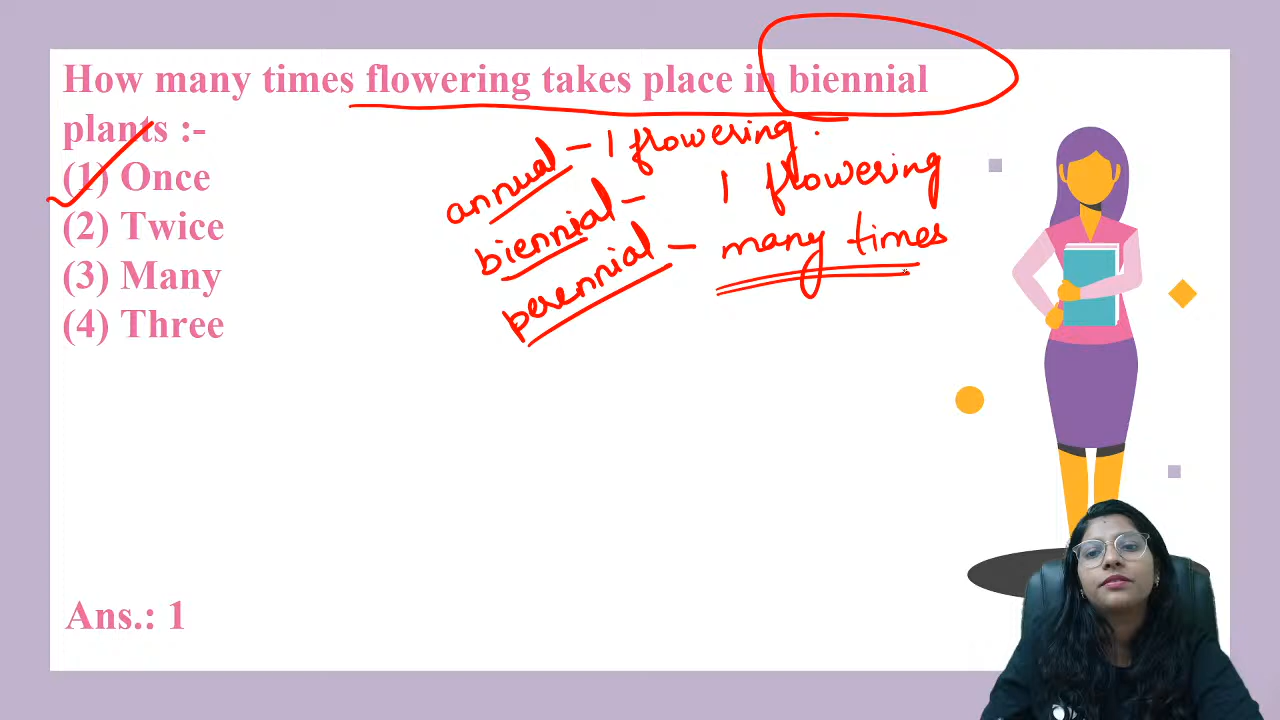 How many times flowering takes place in biennial
plants :-
(1) Once
(2) Twice
(3) Many
(4) Three
annual - 1 flowering.
biennial - 1 flowering
perennial - many times
Ans.: 1